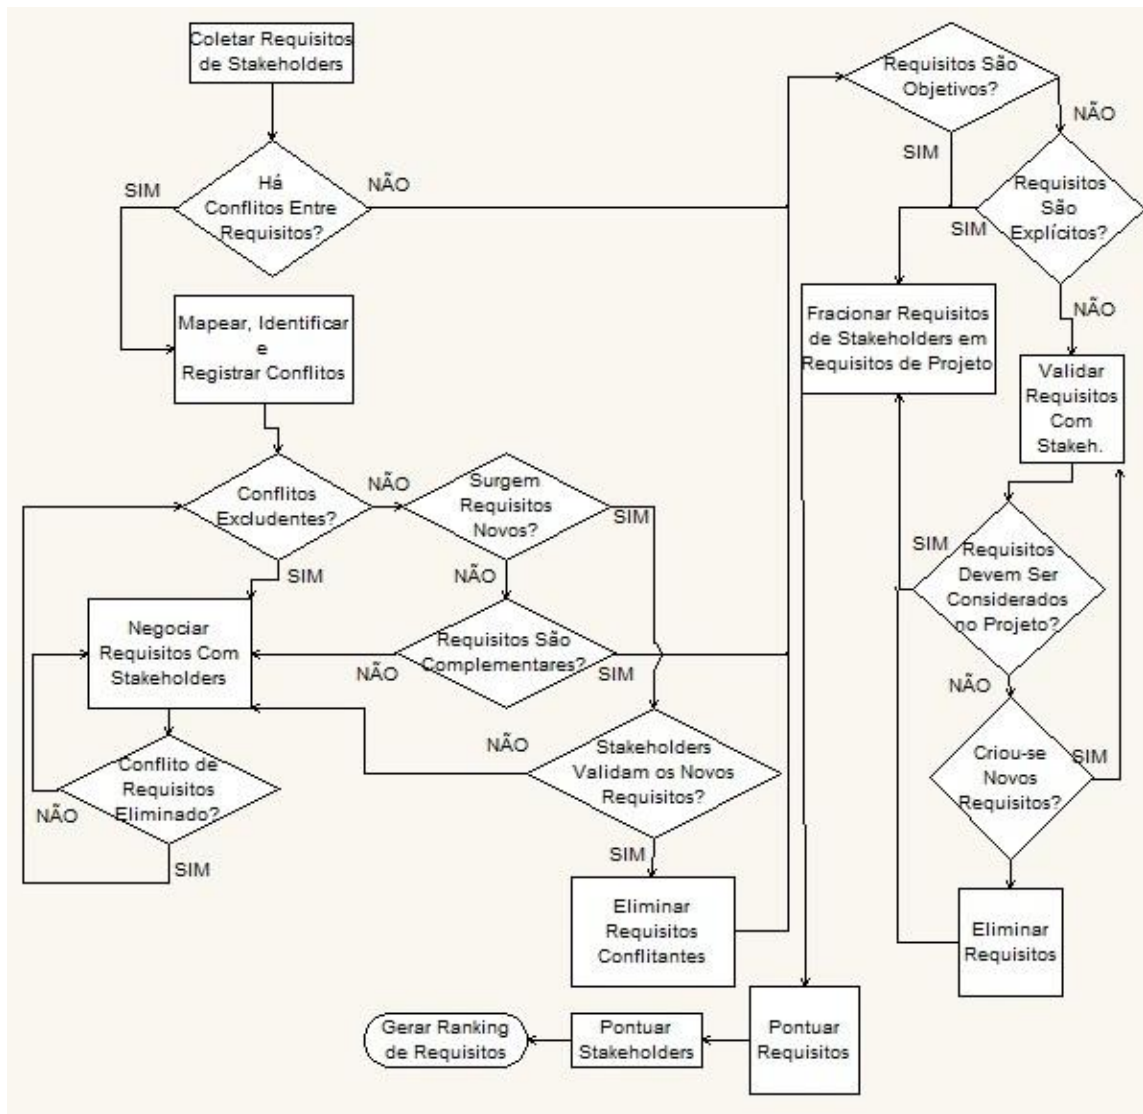 Coletar Requisitos
de Stakeholders
SIM
Há
Conflitos Entre
Requisitos?
NÃO
Mapear, Identificar
e
Registrar Conflitos
Conflitos
Excludentes?
NÃO
SIM
Surgem
Requisitos
Novos?
SIM
NÃO
Negociar
Requisitos Com
Stakeholders
Requisitos São
Complementares?
NÃO
SIM
Conflito de
Requisitos
Eliminado?
NÃO
SIM
NÃO
Stakeholders
Validam os Novos
Requisitos?
SIM
Eliminar
Requisitos
Conflitantes
Requisitos São
Objetivos?
NÃO
SIM
Requisitos
São
Explícitos?
SIM
NÃO
Fracionar Requisitos
de Stakeholders em
Requisitos de Projeto
Validar
Requisitos
Com
Stakeh.
SIM
Requisitos
Devem Ser
Considerados
no Projeto?
NÃO
Criou-se
Novos
Requisitos?
SIM
Eliminar
Requisitos
Pontuar
Requisitos
Pontuar
Stakeholders
Gerar Ranking
de Requisitos